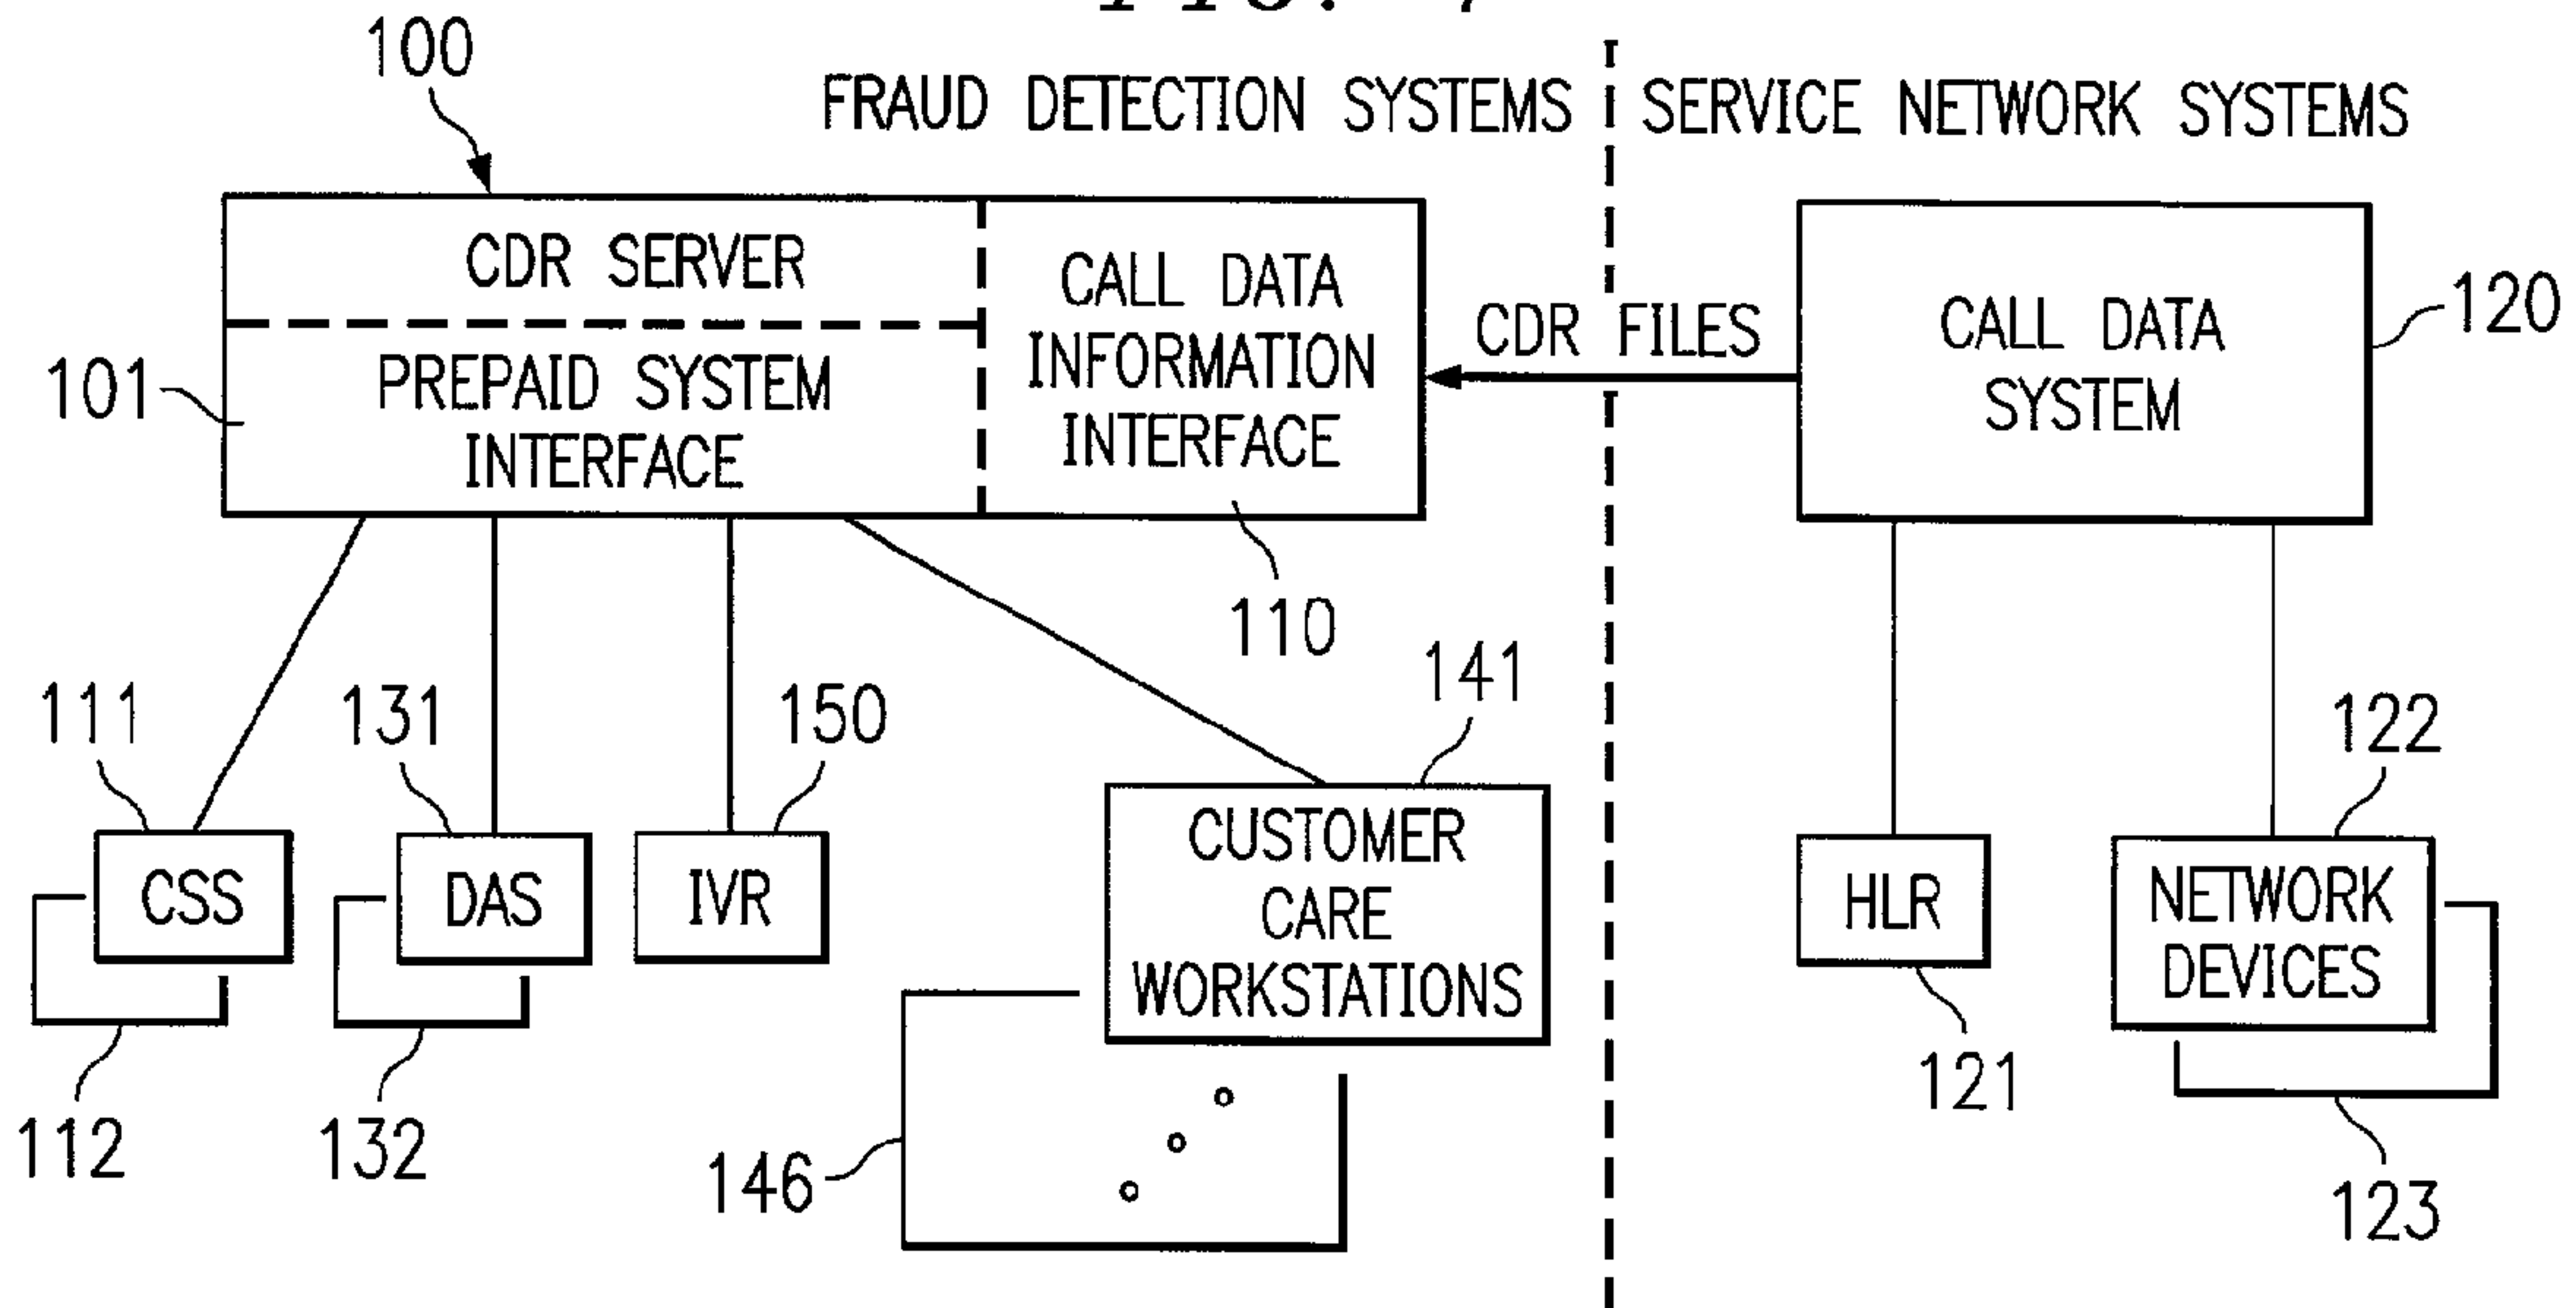 100
FRAUD DETECTION SYSTEMS
SERVICE NETWORK SYSTEMS
CDR SERVER
PREPAID SYSTEM
INTERFACE
101
CALL DATA
INFORMATION
INTERFACE
110
CDR FILES
CALL DATA
SYSTEM
120
111
CSS
112
131
DAS
132
150
IVR
141
CUSTOMER
CARE
WORKSTATIONS
146
HLR
121
122
NETWORK
DEVICES
123